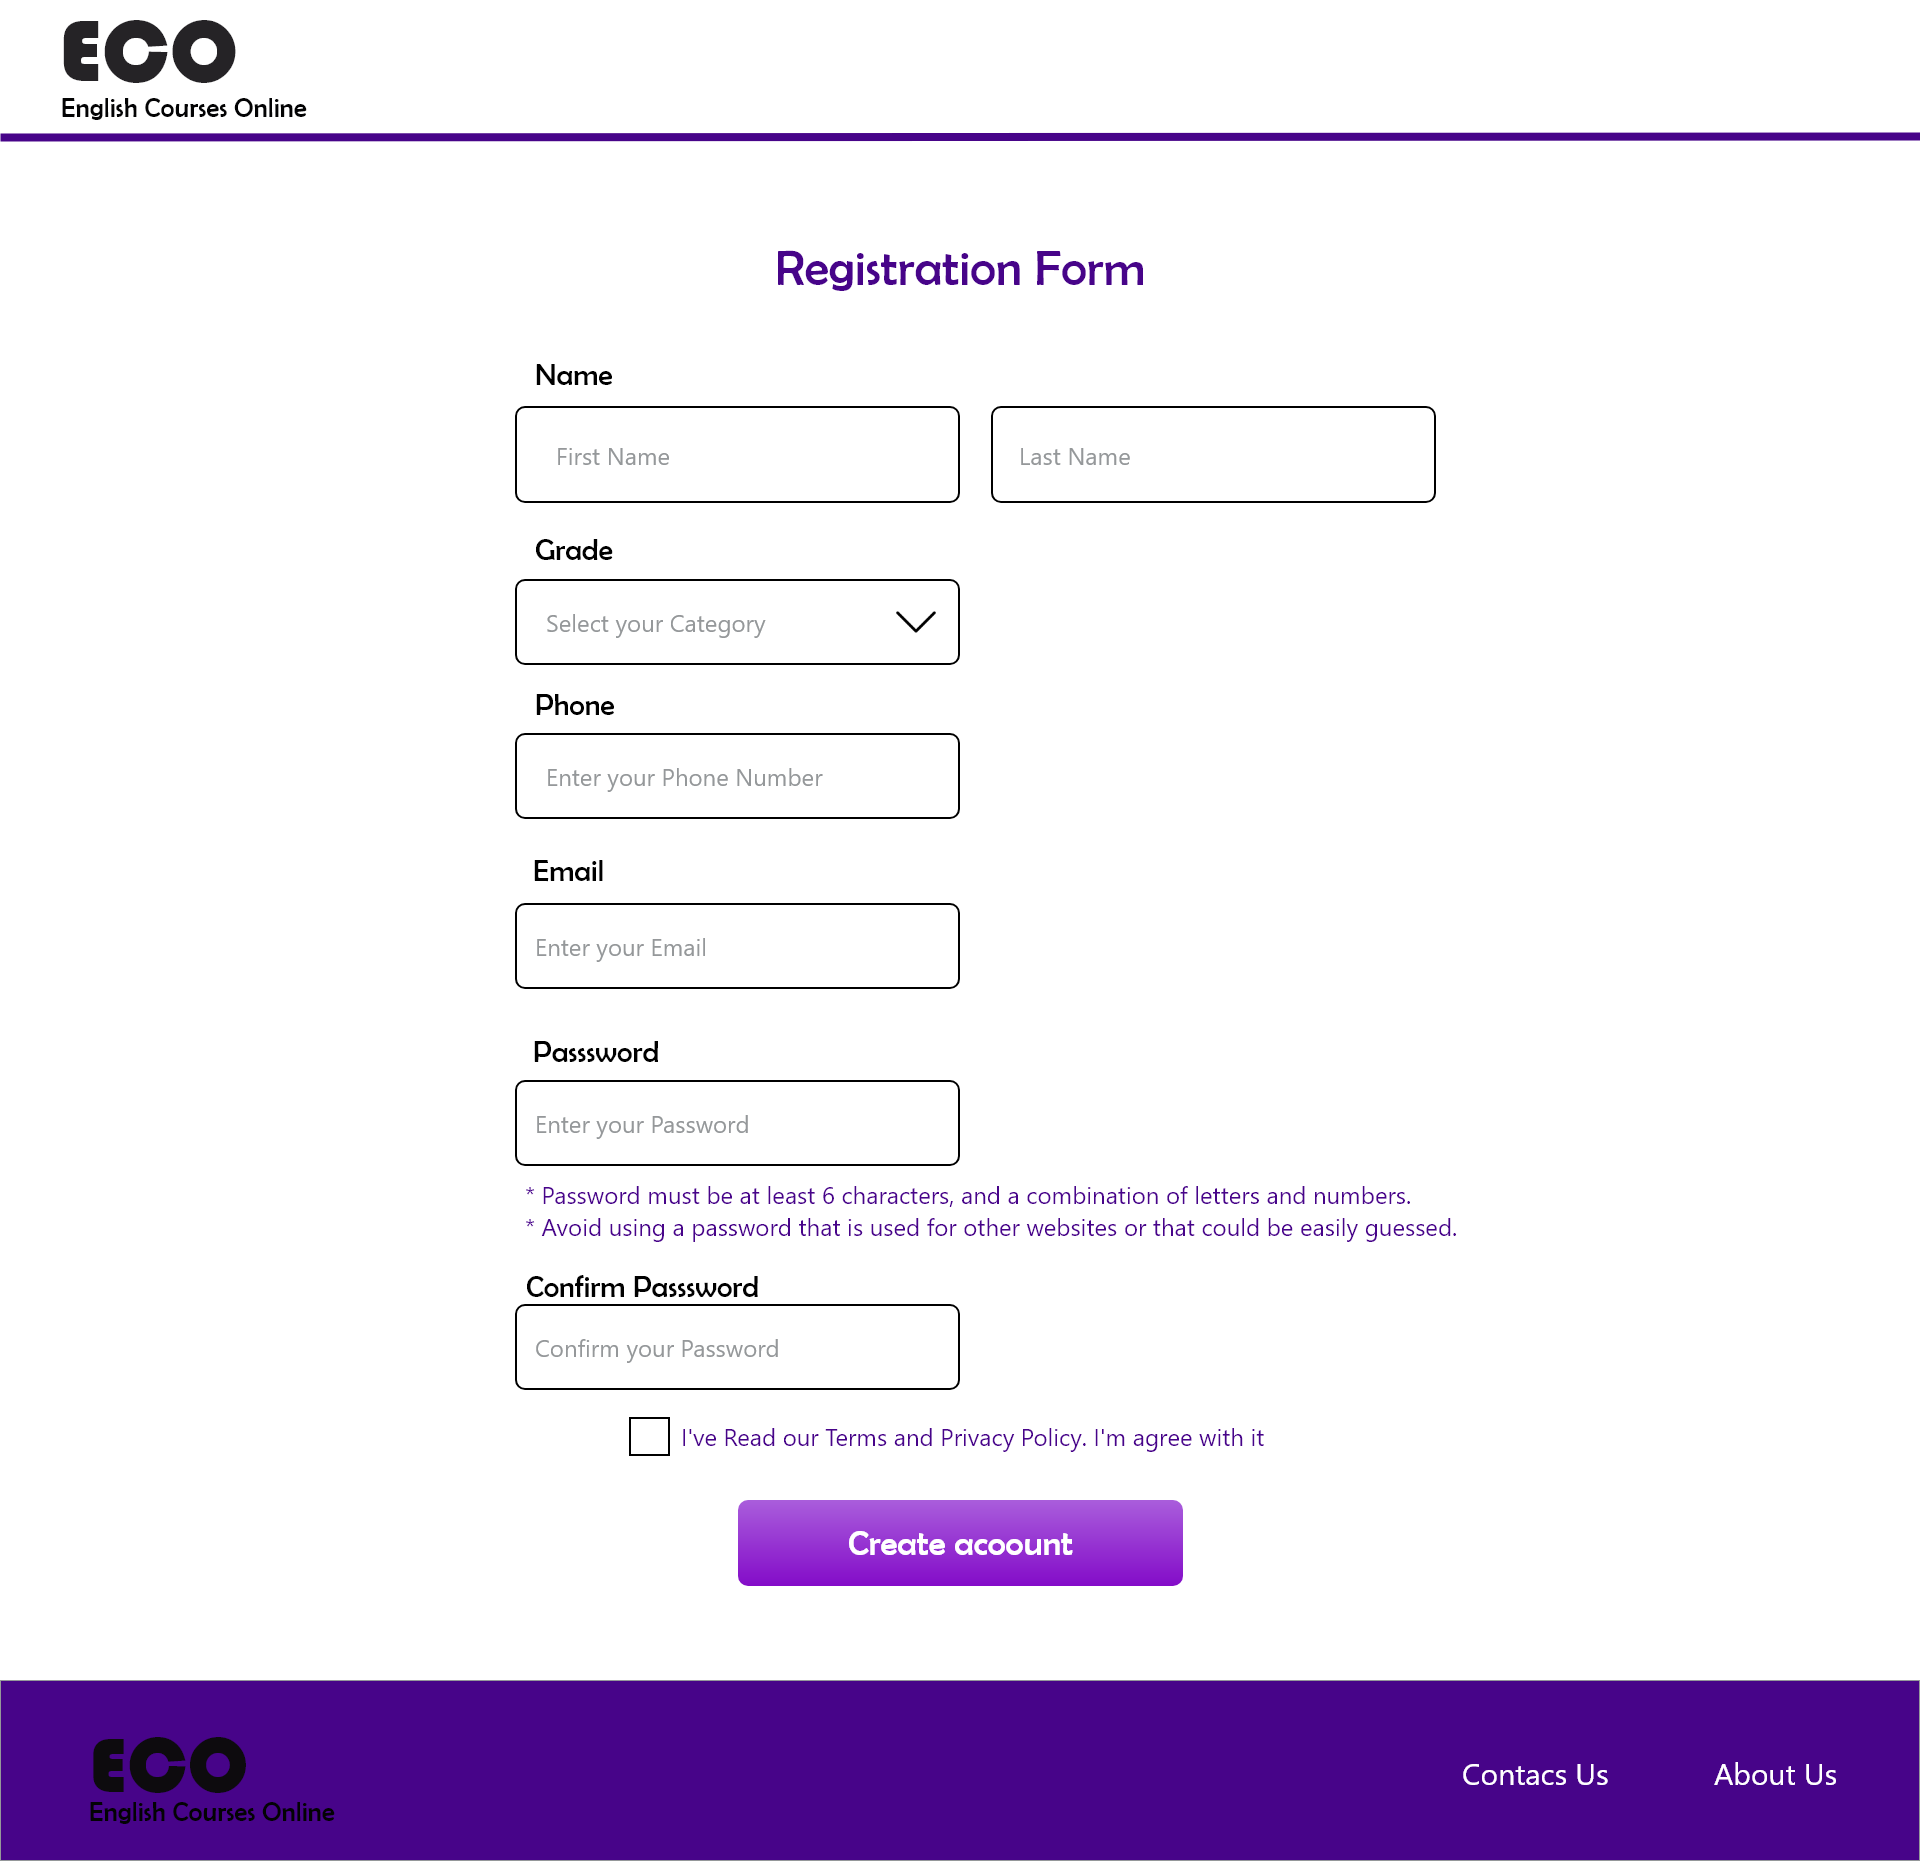 ECO
English Courses Online
Registration Form
Name
First Name
Last Name
Grade
Select your Category
Phone
Enter your Phone Number
Email
Enter your Email
Passsword
Enter your Password
* Password must be at least 6 characters, and a combination of letters and numbers.
* Avoid using a password that is used for other websites or that could be easily guessed.
Confirm Passsword
Confirm your Password
I've Read our Terms and Privacy Policy. I'm agree with it
Create acoount
ECO
English Courses Online
Contacs Us
About Us